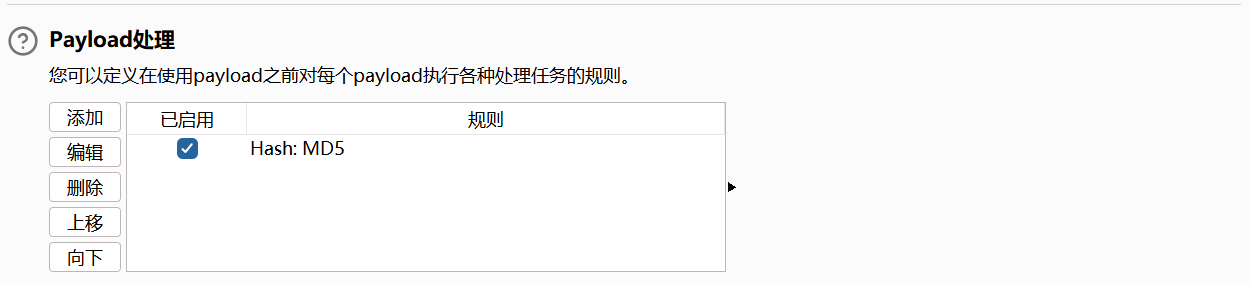 Payload处理
您可以定义在使用payload之前对每个payload执行各种处理任务的规则。
添加
编辑
删除
上移
向下
已启用 规则
Hash: MD5